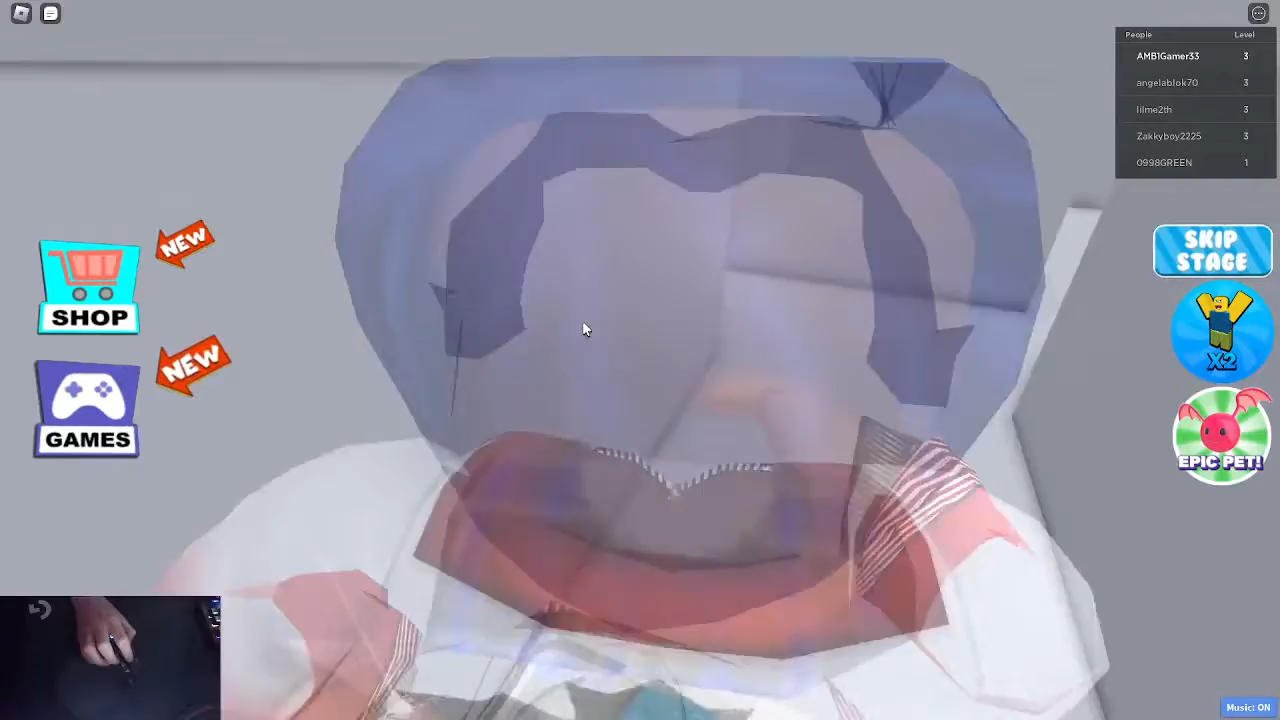 People Level
AMB1Gamer33 3
angelablok70 3
lilme2th 3
Zakkyboy2225 3
0998GREEN 1
NEW
SHOP
NEW
GAMES
SKIP
STAGE
X2
EPIC PET!
Music: ON